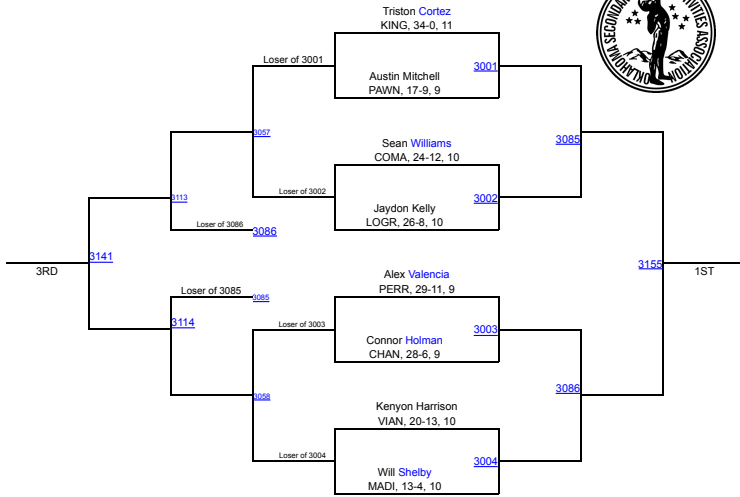 Triston Cortez
KING, 34-0, 11
Loser of 3001
3001
Austin Mitchell
PAWN, 17-9, 9
3057
Sean Williams
COMA, 24-12, 10
3085
Loser of 3002
3002
Jaydon Kelly
LOGR, 26-8, 10
3113
Loser of 3086
3086
3141
3RD
3155
1ST
Alex Valencia
PERR, 29-11, 9
Loser of 3085
3085
3114
Loser of 3003
3003
Connor Holman
CHAN, 28-6, 9
3058
3086
Kenyon Harrison
VIAN, 20-13, 10
Loser of 3004
3004
Will Shelby
MADI, 13-4, 10
OKLAHOMA SECONDAR
IVITIES ASSOCIATION